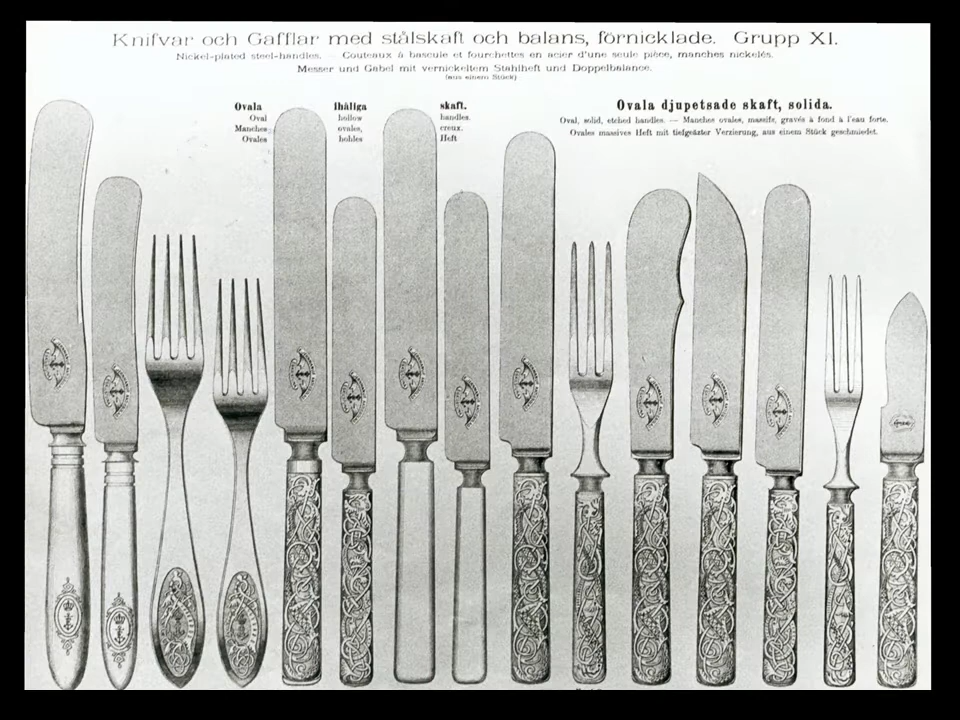 Knifvar och Gafflar med stålskaft och balans, förnicklade. Grupp XI.
Nickel-plated steel-handles. — Couteaux à bascule et fourchettes en acier d'une seule pièce, manches nickelés.
Messer und Gabel mit vernickeltem Stahlheft und Doppelbalance.
(aus einem Stück)
Ovala ihåliga skaft.
Oval hollow handles.
Manches ovales, creux.
Ovales hohles Heft
Ovala djupetsade skaft, solida.
Oval, solid, etched handles. — Manches ovales, massifs, gravés à fond à l'eau forte.
Ovales massives Heft mit tiefgeäzter Verzierung, aus einem Stück geschmiedet.